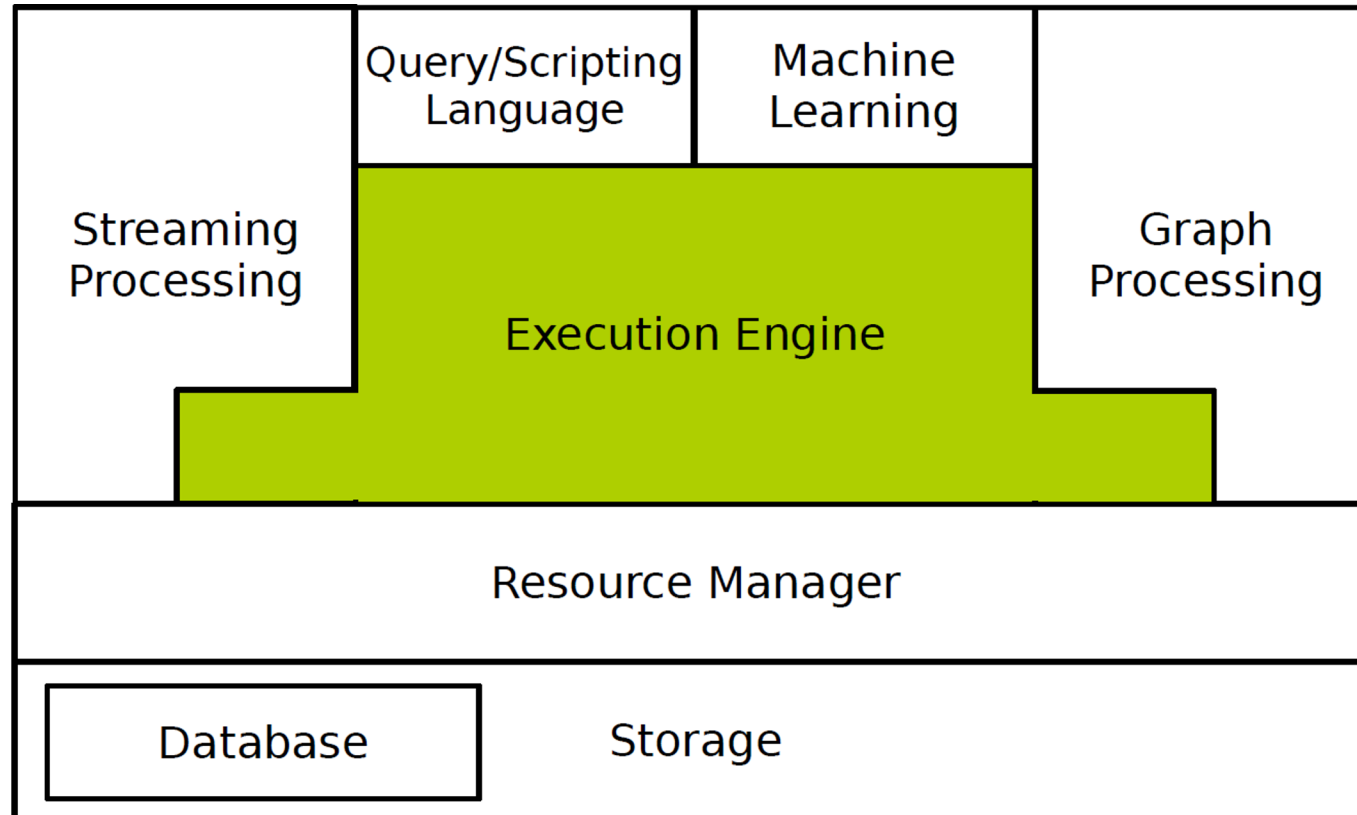 Query/Scripting
Language
Machine
Learning
Streaming
Processing
Graph
Processing
Execution Engine
Resource Manager
Database
Storage